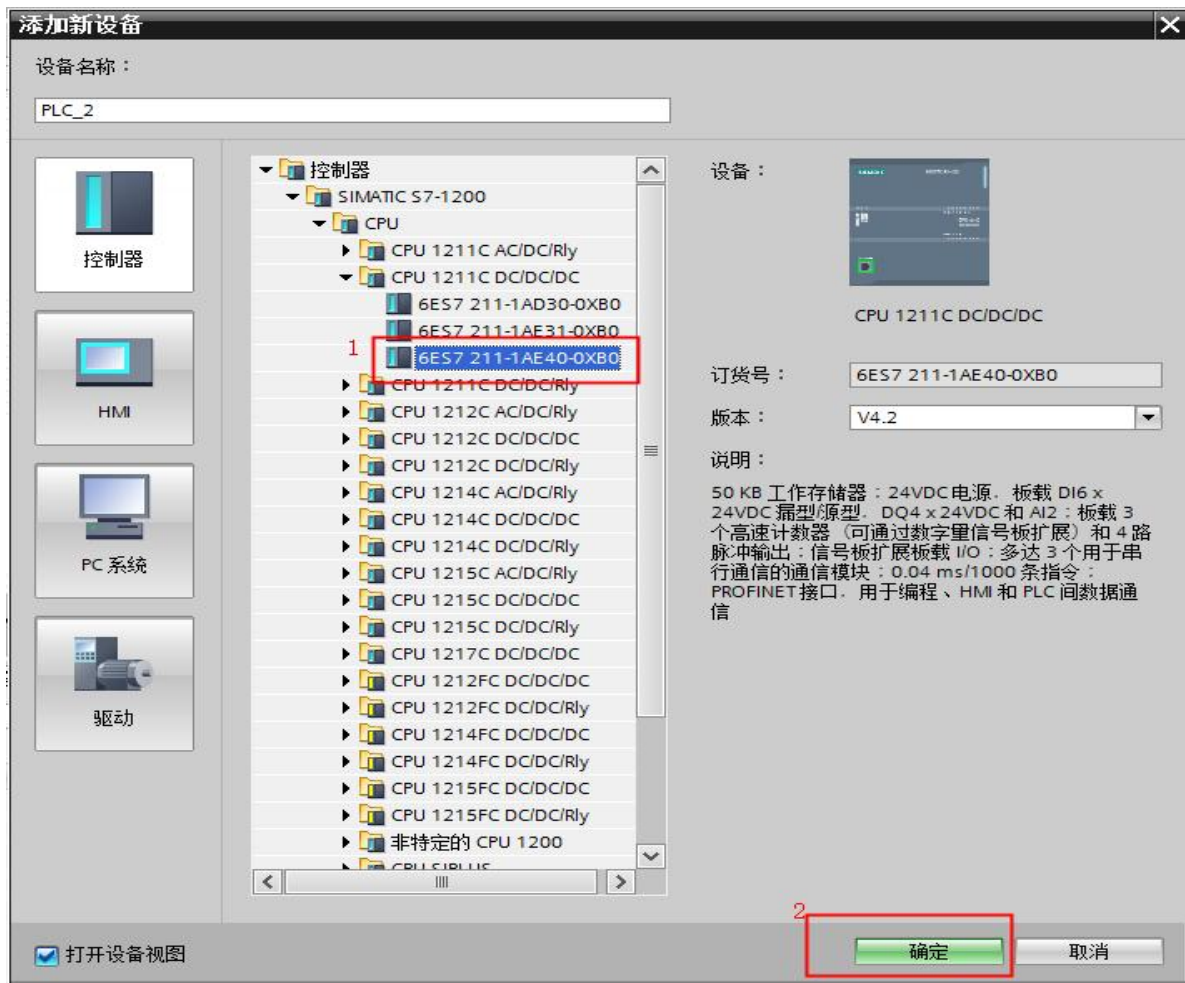 添加新设备
设备名称：
PLC_2
控制器
HMI
PC 系统
驱动
控制器
SIMATIC S7-1200
CPU
CPU 1211C AC/DC/Rly
CPU 1211C DC/DC/DC
6ES7 211-1AD30-0XB0
6ES7 211-1AE31-0XB0
1
6ES7 211-1AE40-0XB0
CPU 1211C DC/DC/Rly
CPU 1212C AC/DC/Rly
CPU 1212C DC/DC/DC
CPU 1212C DC/DC/Rly
CPU 1214C AC/DC/Rly
CPU 1214C DC/DC/DC
CPU 1214C DC/DC/Rly
CPU 1215C AC/DC/Rly
CPU 1215C DC/DC/DC
CPU 1215C DC/DC/Rly
CPU 1217C DC/DC/DC
CPU 1212FC DC/DC/DC
CPU 1212FC DC/DC/Rly
CPU 1214FC DC/DC/DC
CPU 1214FC DC/DC/Rly
CPU 1215FC DC/DC/DC
CPU 1215FC DC/DC/Rly
非特定的 CPU 1200
CPU SIPLUS
设备：
CPU 1211C DC/DC/DC
订货号：
6ES7 211-1AE40-0XB0
版本：
V4.2
说明：
50 KB 工作存储器；24VDC 电源，板载 DI6 x
24VDC 漏型/源型，DQ4 x 24VDC 和 AI2；板载 3
个高速计数器（可通过数字量信号板扩展）和 4 路
脉冲输出；信号板扩展板载 I/O；多达 3 个用于串
行通信的通信模块；0.04 ms/1000 条指令；
PROFINET 接口，用于编程、HMI 和 PLC 间数据通
信
2
打开设备视图
确定
取消